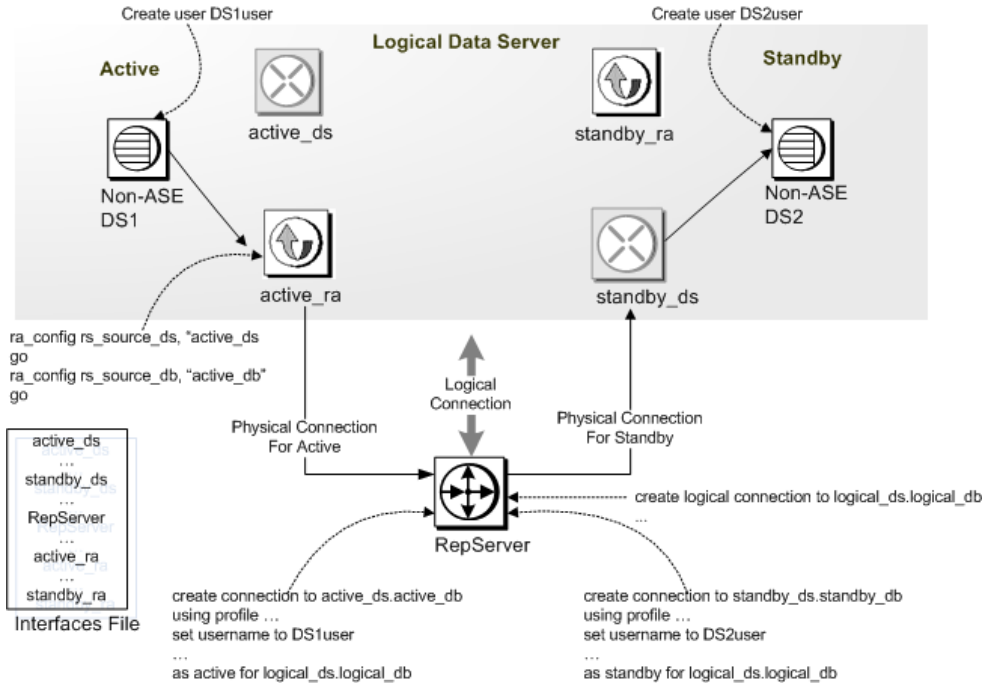 Create user DS1user
Create user DS2user
Logical Data Server
Active
Standby
active_ds
standby_ra
Non-ASE
DS1
Non-ASE
DS2
active_ra
standby_ds
ra_config rs_source_ds, "active_ds
go
ra_config rs_source_db, "active_db"
go
Logical
Connection
Physical Connection
For Active
Physical Connection
For Standby
active_ds
...
standby_ds
...
RepServer
...
active_ra
...
standby_ra
Interfaces File
RepServer
create logical connection to logical_ds.logical_db
...
create connection to active_ds.active_db
using profile ...
set username to DS1user
...
as active for logical_ds.logical_db
create connection to standby_ds.standby_db
using profile ...
set username to DS2user
...
as standby for logical_ds.logical_db